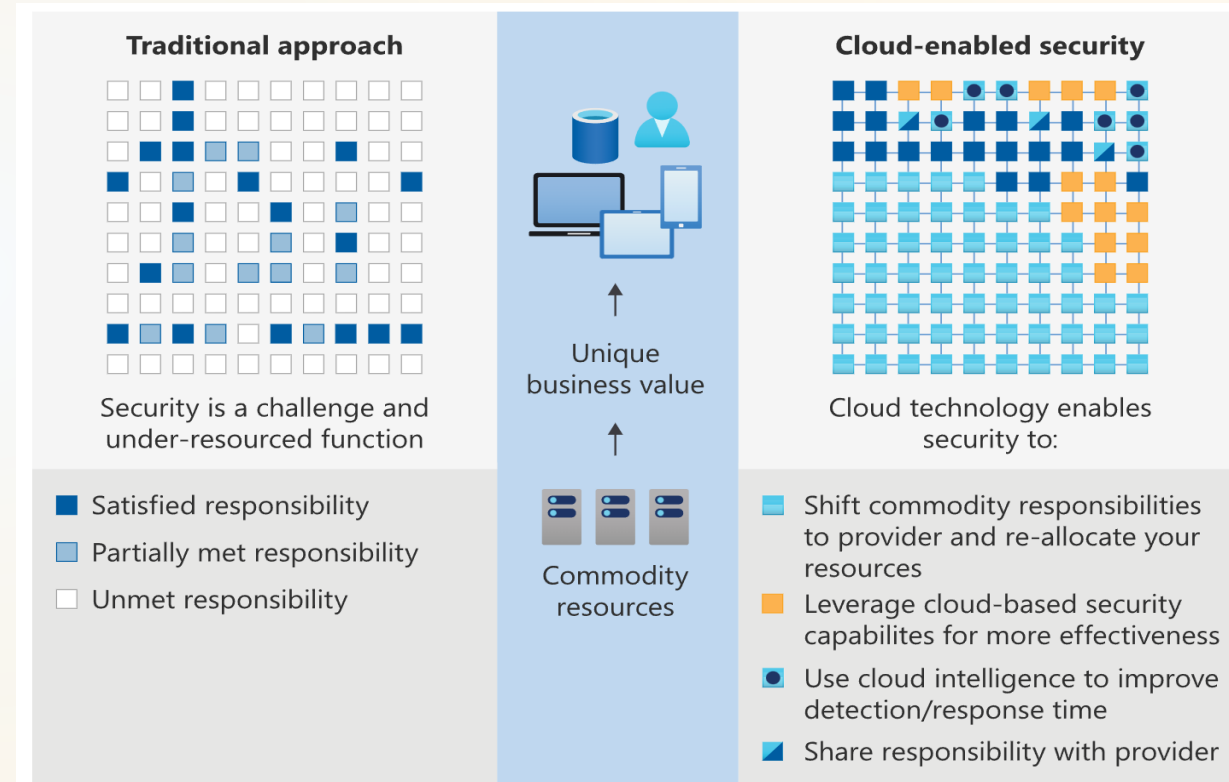 Traditional approach
Security is a challenge and
under-resourced function
Satisfied responsibility
Partially met responsibility
Unmet responsibility
Unique
business value
Commodity
resources
Cloud-enabled security
Cloud technology enables
security to:
Shift commodity responsibilities
to provider and re-allocate your
resources
Leverage cloud-based security
capabilites for more effectiveness
Use cloud intelligence to improve
detection/response time
Share responsibility with provider